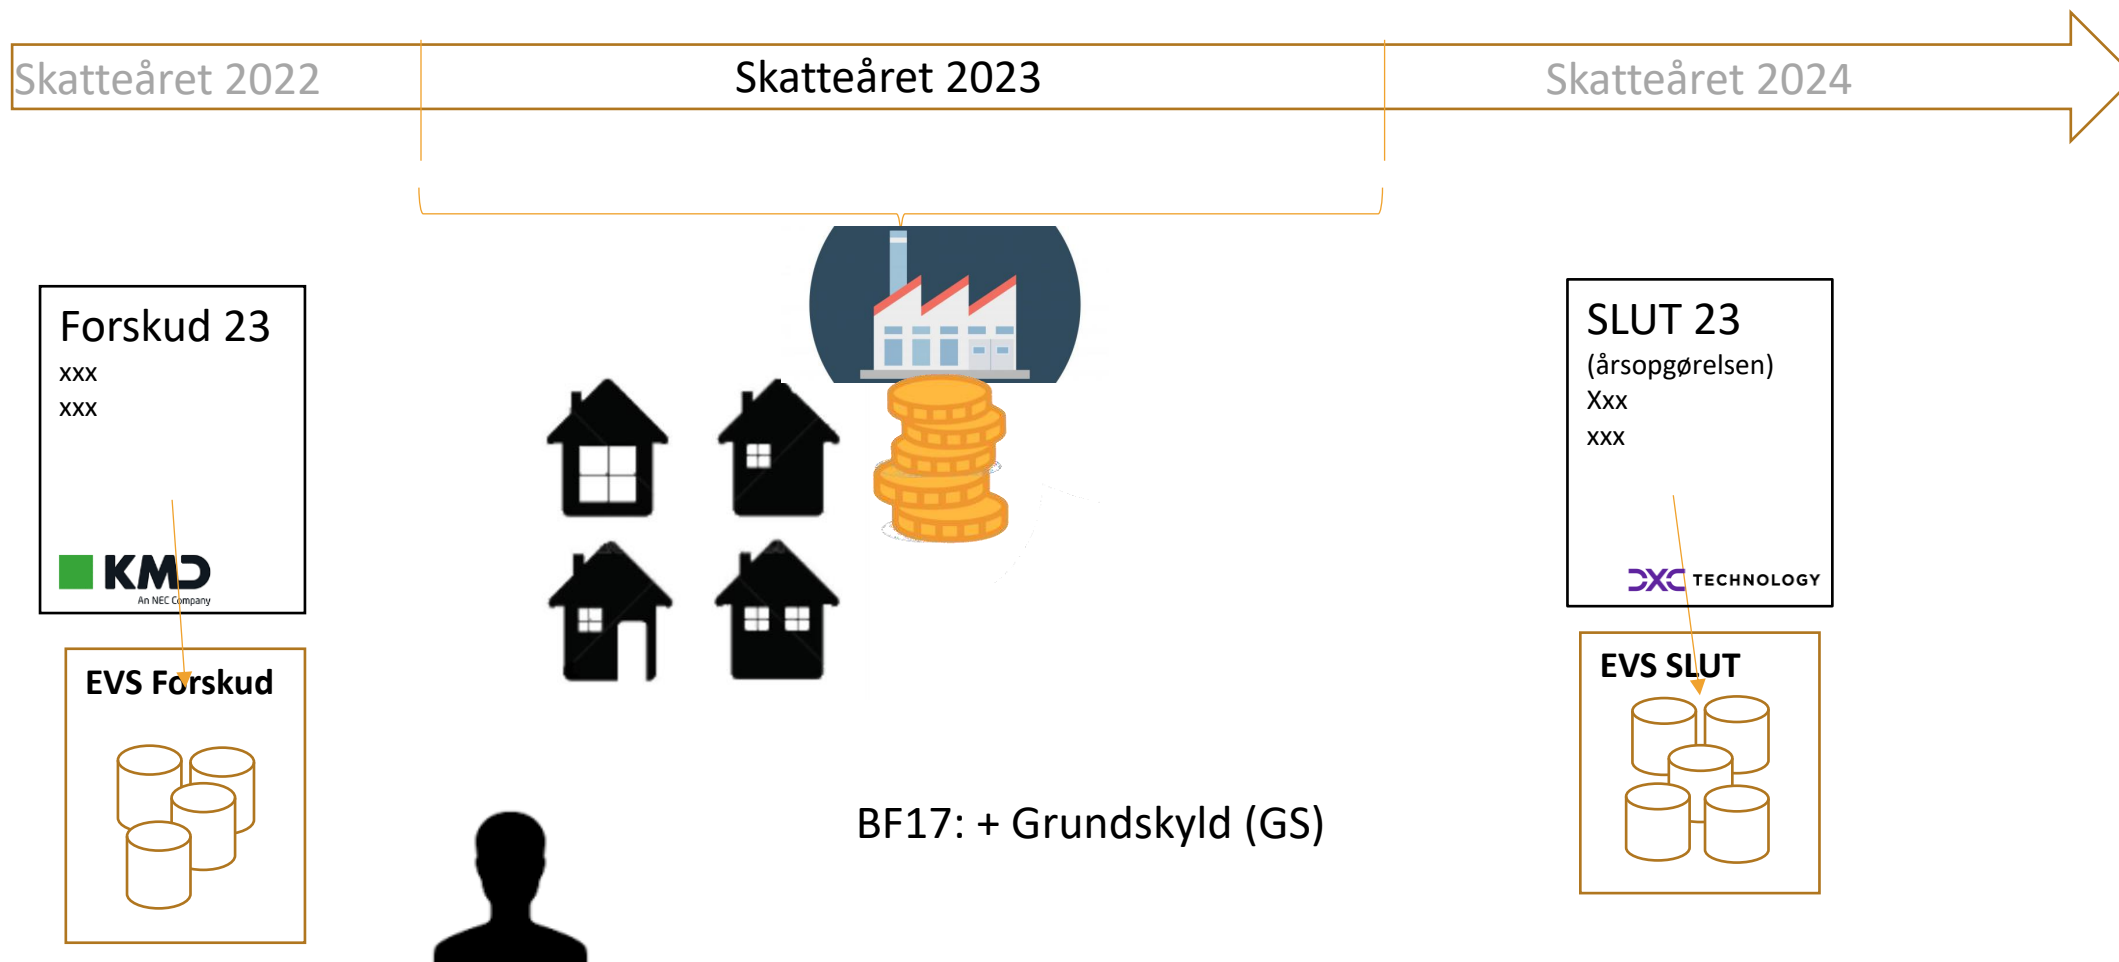 Skatteåret 2022
Skatteåret 2023
Skatteåret 2024
Forskud 23
xxx
xxx
KMD
An NEC Company
EVS Forskud
BF17: + Grundskyld (GS)
SLUT 23
(årsopgørelsen)
Xxx
xxx
DXC TECHNOLOGY
EVS SLUT